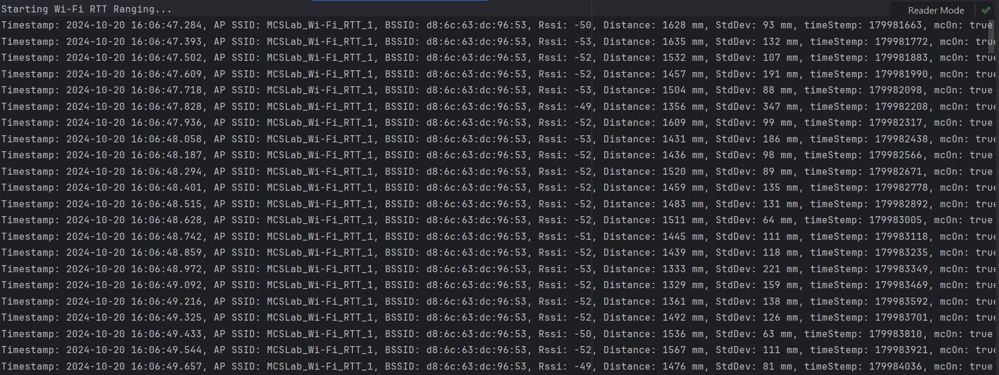 Starting Wi-Fi RTT Ranging...
Reader Mode
Timestamp: 2024-10-20 16:06:47.284, AP SSID: MCSLab_Wi-Fi_RTT_1, BSSID: d8:6c:63:dc:96:53, Rssi: -50, Distance: 1628 mm, StdDev: 93 mm, timeStemp: 179981663, mcOn: true
Timestamp: 2024-10-20 16:06:47.393, AP SSID: MCSLab_Wi-Fi_RTT_1, BSSID: d8:6c:63:dc:96:53, Rssi: -53, Distance: 1635 mm, StdDev: 132 mm, timeStemp: 179981772, mcOn: true
Timestamp: 2024-10-20 16:06:47.502, AP SSID: MCSLab_Wi-Fi_RTT_1, BSSID: d8:6c:63:dc:96:53, Rssi: -52, Distance: 1532 mm, StdDev: 107 mm, timeStemp: 179981883, mcOn: true
Timestamp: 2024-10-20 16:06:47.609, AP SSID: MCSLab_Wi-Fi_RTT_1, BSSID: d8:6c:63:dc:96:53, Rssi: -52, Distance: 1457 mm, StdDev: 191 mm, timeStemp: 179981990, mcOn: true
Timestamp: 2024-10-20 16:06:47.718, AP SSID: MCSLab_Wi-Fi_RTT_1, BSSID: d8:6c:63:dc:96:53, Rssi: -53, Distance: 1504 mm, StdDev: 88 mm, timeStemp: 179982098, mcOn: true
Timestamp: 2024-10-20 16:06:47.828, AP SSID: MCSLab_Wi-Fi_RTT_1, BSSID: d8:6c:63:dc:96:53, Rssi: -49, Distance: 1356 mm, StdDev: 347 mm, timeStemp: 179982208, mcOn: true
Timestamp: 2024-10-20 16:06:47.936, AP SSID: MCSLab_Wi-Fi_RTT_1, BSSID: d8:6c:63:dc:96:53, Rssi: -52, Distance: 1609 mm, StdDev: 99 mm, timeStemp: 179982317, mcOn: true
Timestamp: 2024-10-20 16:06:48.058, AP SSID: MCSLab_Wi-Fi_RTT_1, BSSID: d8:6c:63:dc:96:53, Rssi: -53, Distance: 1431 mm, StdDev: 186 mm, timeStemp: 179982438, mcOn: true
Timestamp: 2024-10-20 16:06:48.187, AP SSID: MCSLab_Wi-Fi_RTT_1, BSSID: d8:6c:63:dc:96:53, Rssi: -52, Distance: 1436 mm, StdDev: 98 mm, timeStemp: 179982566, mcOn: true
Timestamp: 2024-10-20 16:06:48.294, AP SSID: MCSLab_Wi-Fi_RTT_1, BSSID: d8:6c:63:dc:96:53, Rssi: -52, Distance: 1520 mm, StdDev: 89 mm, timeStemp: 179982671, mcOn: true
Timestamp: 2024-10-20 16:06:48.401, AP SSID: MCSLab_Wi-Fi_RTT_1, BSSID: d8:6c:63:dc:96:53, Rssi: -52, Distance: 1459 mm, StdDev: 135 mm, timeStemp: 179982778, mcOn: true
Timestamp: 2024-10-20 16:06:48.515, AP SSID: MCSLab_Wi-Fi_RTT_1, BSSID: d8:6c:63:dc:96:53, Rssi: -52, Distance: 1483 mm, StdDev: 131 mm, timeStemp: 179982892, mcOn: true
Timestamp: 2024-10-20 16:06:48.628, AP SSID: MCSLab_Wi-Fi_RTT_1, BSSID: d8:6c:63:dc:96:53, Rssi: -52, Distance: 1511 mm, StdDev: 64 mm, timeStemp: 179983005, mcOn: true
Timestamp: 2024-10-20 16:06:48.742, AP SSID: MCSLab_Wi-Fi_RTT_1, BSSID: d8:6c:63:dc:96:53, Rssi: -51, Distance: 1445 mm, StdDev: 111 mm, timeStemp: 179983118, mcOn: true
Timestamp: 2024-10-20 16:06:48.859, AP SSID: MCSLab_Wi-Fi_RTT_1, BSSID: d8:6c:63:dc:96:53, Rssi: -52, Distance: 1439 mm, StdDev: 118 mm, timeStemp: 179983235, mcOn: true
Timestamp: 2024-10-20 16:06:48.972, AP SSID: MCSLab_Wi-Fi_RTT_1, BSSID: d8:6c:63:dc:96:53, Rssi: -53, Distance: 1333 mm, StdDev: 221 mm, timeStemp: 179983349, mcOn: true
Timestamp: 2024-10-20 16:06:49.092, AP SSID: MCSLab_Wi-Fi_RTT_1, BSSID: d8:6c:63:dc:96:53, Rssi: -52, Distance: 1329 mm, StdDev: 159 mm, timeStemp: 179983469, mcOn: true
Timestamp: 2024-10-20 16:06:49.216, AP SSID: MCSLab_Wi-Fi_RTT_1, BSSID: d8:6c:63:dc:96:53, Rssi: -52, Distance: 1361 mm, StdDev: 138 mm, timeStemp: 179983592, mcOn: true
Timestamp: 2024-10-20 16:06:49.325, AP SSID: MCSLab_Wi-Fi_RTT_1, BSSID: d8:6c:63:dc:96:53, Rssi: -52, Distance: 1492 mm, StdDev: 126 mm, timeStemp: 179983701, mcOn: true
Timestamp: 2024-10-20 16:06:49.433, AP SSID: MCSLab_Wi-Fi_RTT_1, BSSID: d8:6c:63:dc:96:53, Rssi: -50, Distance: 1536 mm, StdDev: 63 mm, timeStemp: 179983810, mcOn: true
Timestamp: 2024-10-20 16:06:49.544, AP SSID: MCSLab_Wi-Fi_RTT_1, BSSID: d8:6c:63:dc:96:53, Rssi: -52, Distance: 1567 mm, StdDev: 111 mm, timeStemp: 179983921, mcOn: true
Timestamp: 2024-10-20 16:06:49.657, AP SSID: MCSLab_Wi-Fi_RTT_1, BSSID: d8:6c:63:dc:96:53, Rssi: -49, Distance: 1476 mm, StdDev: 81 mm, timeStemp: 179984036, mcOn: true